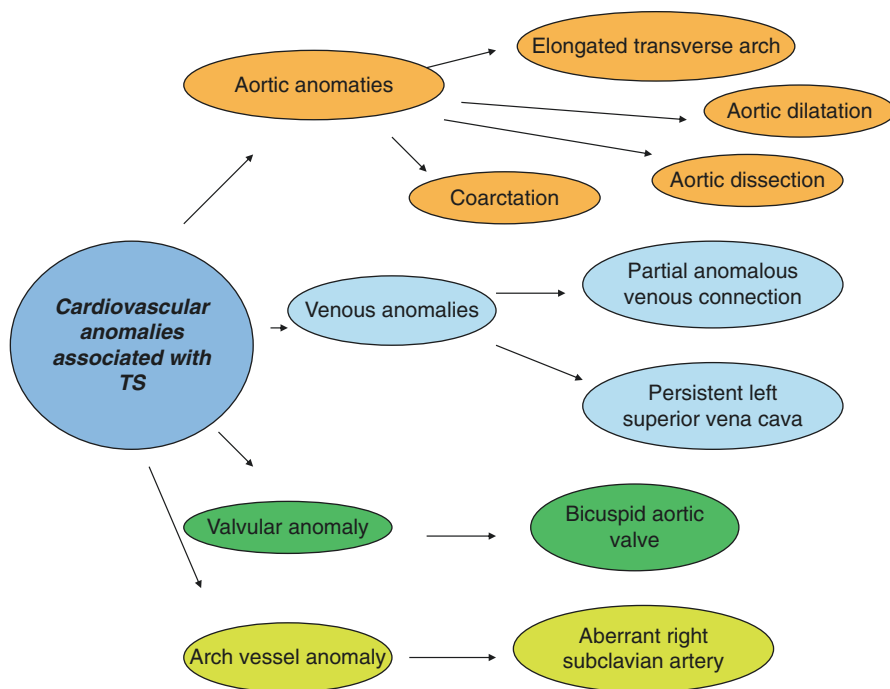 Elongated transverse arch
Aortic anomaties
Aortic dilatation
Aortic dissection
Coarctation
Cardiovascular
anomalies
associated with
TS
Venous anomalies
Partial anomalous
venous connection
Persistent left
superior vena cava
Valvular anomaly
Bicuspid aortic
valve
Arch vessel anomaly
Aberrant right
subclavian artery